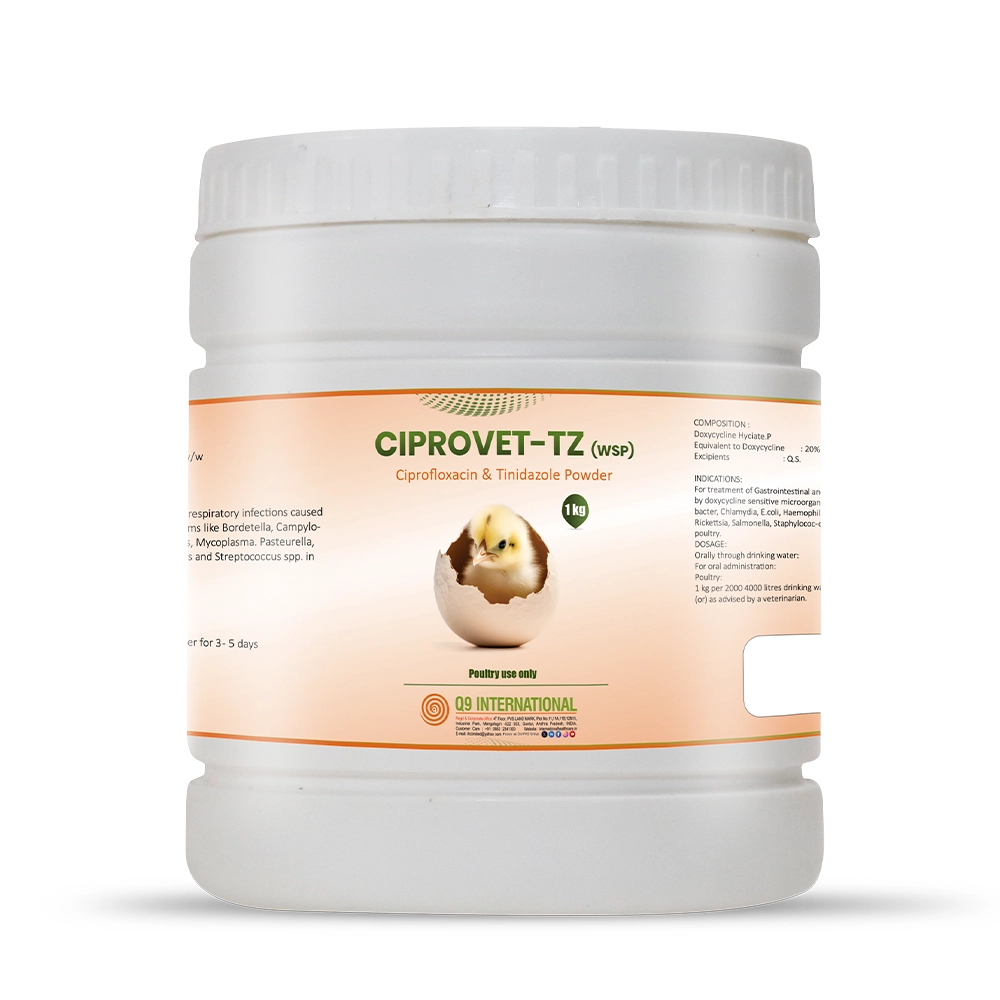 CIPROVET-TZ (WSP)
Ciprofloxacin & Tinidazole Powder
1 kg
Poultry use only
Q9 INTERNATIONAL
/w
respiratory infections caused
ms like Bordetella, Campylo-
s, Mycoplasma. Pasteurella,
s and Streptococcus spp. in
er for 3- 5 days
COMPOSITION :
Doxycycline Hyclate.P
Equivalent to Doxycycline : 20%
Excipients : Q.S.
INDICATIONS:
For treatment of Gastrointestinal and
by doxycycline sensitive microorgan
bacter, Chlamydia, E.coli, Haemophil
Rickettsia, Salmonella, Staphylococ-c
poultry.
DOSAGE:
Orally through drinking water:
For oral administration:
Poultry:
1 kg per 2000 4000 litres drinking wa
(or) as advised by a veterinarian.